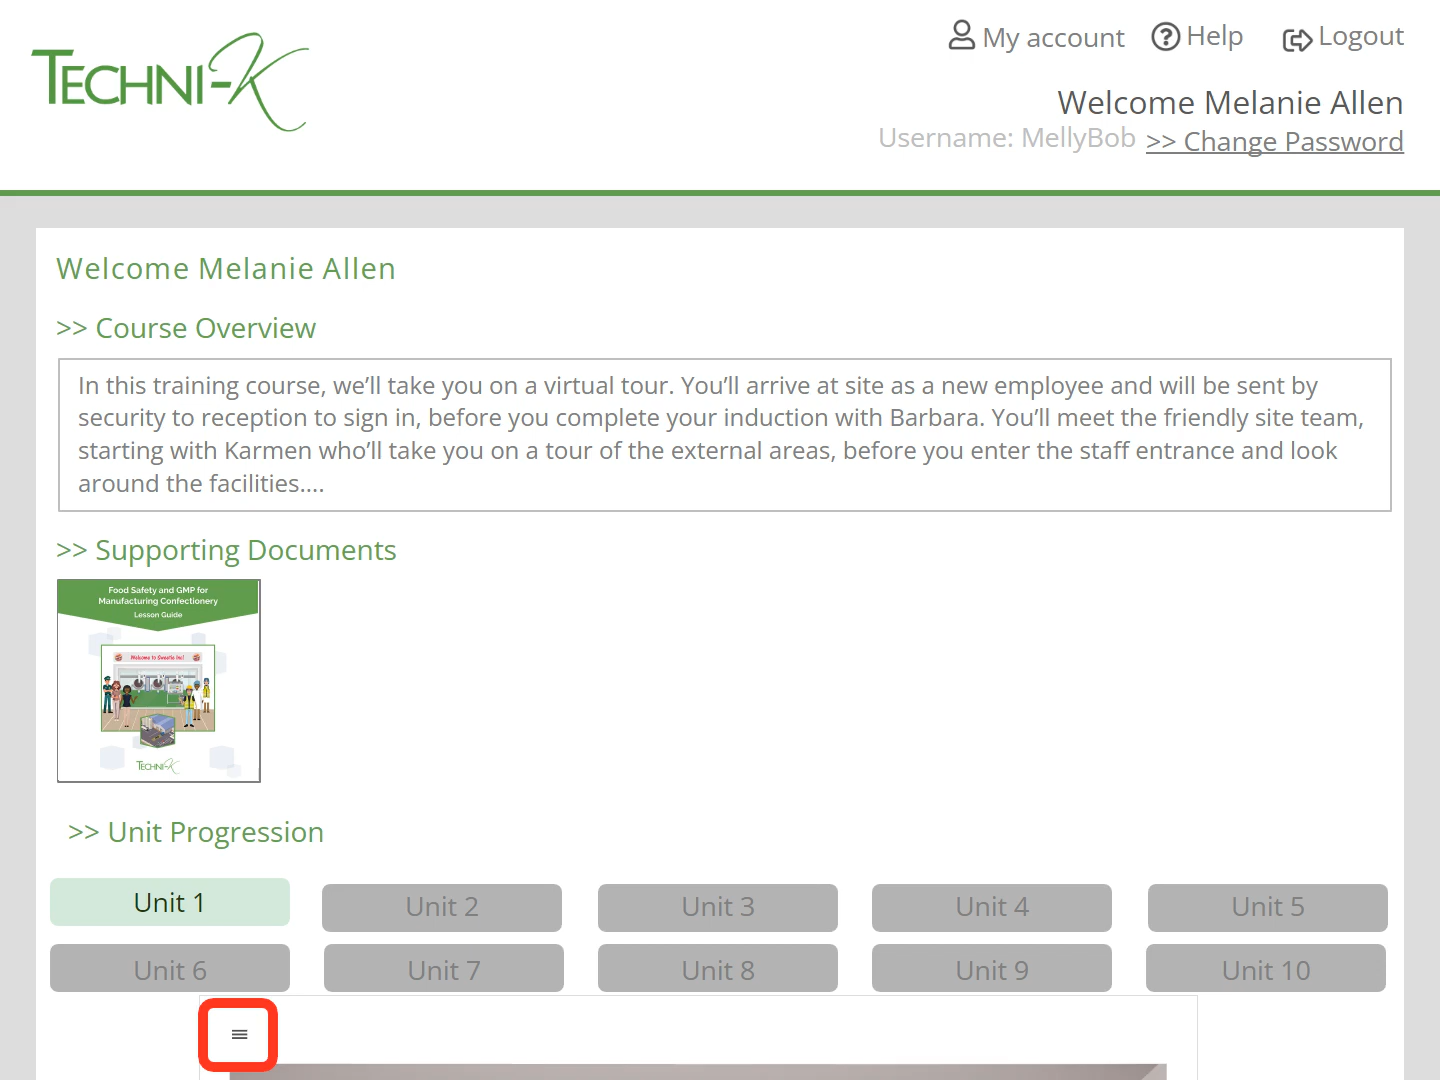 TECHNI-K
My account
Help
Logout
Welcome Melanie Allen
Username: MellyBob >> Change Password
Welcome Melanie Allen
>> Course Overview
In this training course, we’ll take you on a virtual tour. You’ll arrive at site as a new employee and will be sent by
security to reception to sign in, before you complete your induction with Barbara. You’ll meet the friendly site team,
starting with Karmen who’ll take you on a tour of the external areas, before you enter the staff entrance and look
around the facilities....
>> Supporting Documents
Food Safety and GMP for
Manufacturing Confectionery
Lesson Guide
Welcome to Sweetie Inc!
TECHNI-K
>> Unit Progression
Unit 1
Unit 2
Unit 3
Unit 4
Unit 5
Unit 6
Unit 7
Unit 8
Unit 9
Unit 10